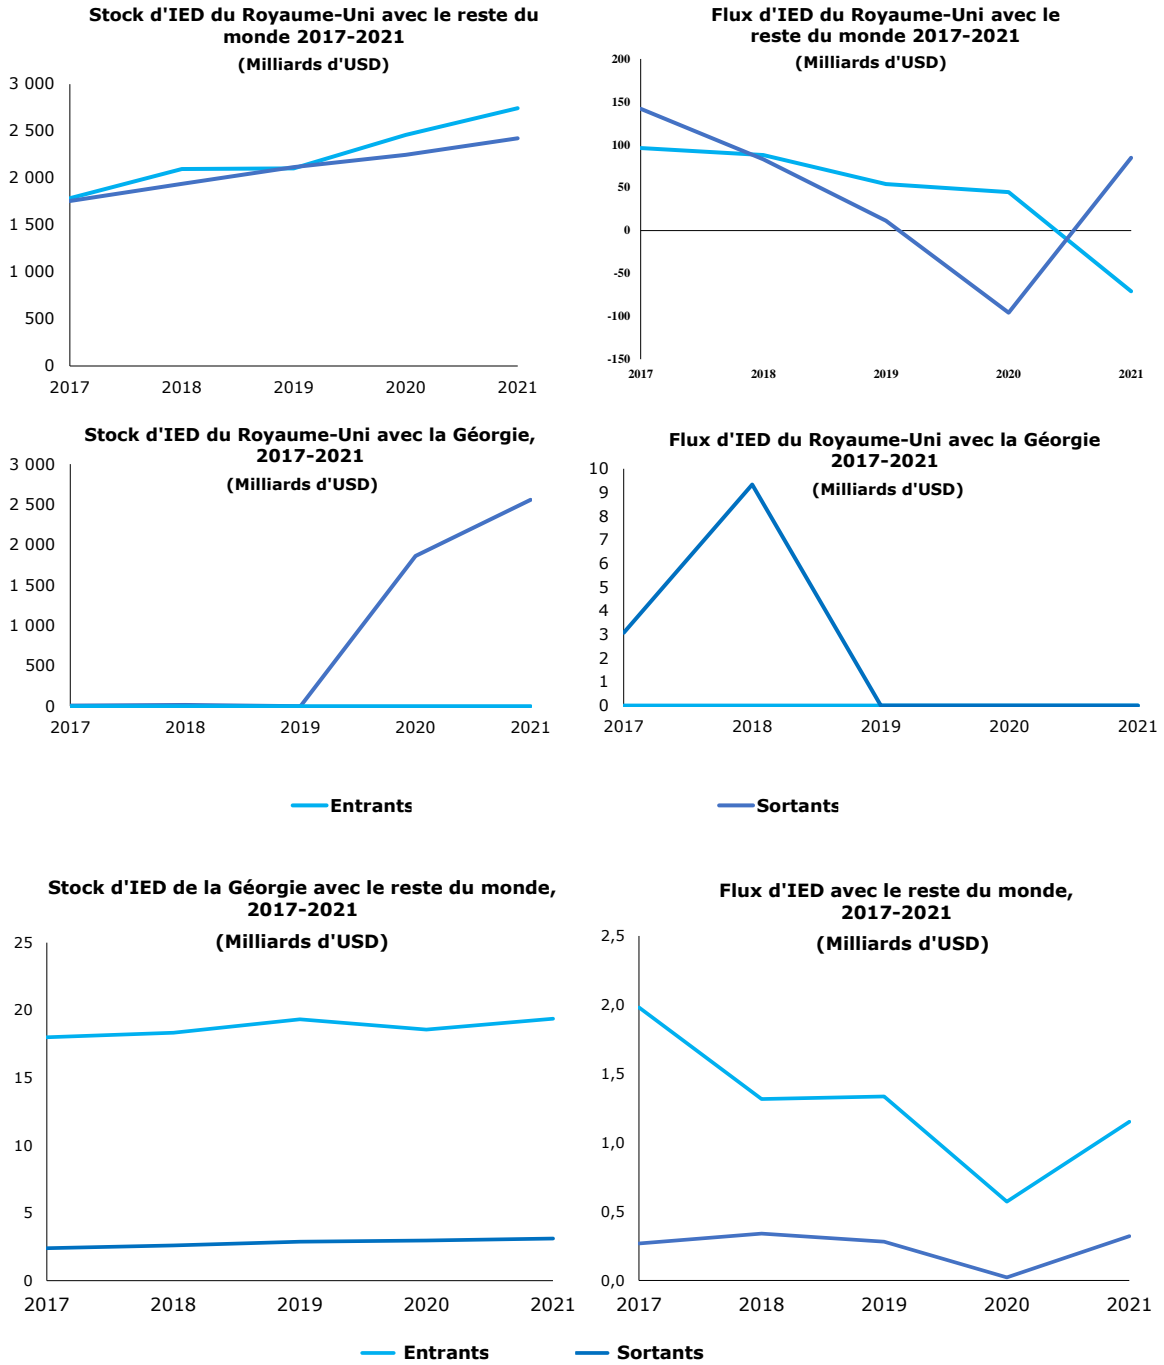 Stock d'IED du Royaume-Uni avec le reste du
monde 2017-2021
(Milliards d'USD)
3 000
2 500
2 000
1 500
1 000
500
0
2017 2018 2019 2020 2021
Flux d'IED du Royaume-Uni avec le
reste du monde 2017-2021
(Milliards d'USD)
200
150
100
50
0
-50
-100
-150
2017 2018 2019 2020 2021
Stock d'IED du Royaume-Uni avec la Géorgie,
2017-2021
(Milliards d'USD)
3 000
2 500
2 000
1 500
1 000
500
0
2017 2018 2019 2020 2021
Flux d'IED du Royaume-Uni avec la Géorgie
2017-2021
(Milliards d'USD)
10
9
8
7
6
5
4
3
2
1
0
2017 2018 2019 2020 2021
Entrants Sortants
Stock d'IED de la Géorgie avec le reste du monde,
2017-2021
(Milliards d'USD)
25
20
15
10
5
0
2017 2018 2019 2020 2021
Flux d'IED avec le reste du monde,
2017-2021
(Milliards d'USD)
2,5
2,0
1,5
1,0
0,5
0,0
2017 2018 2019 2020 2021
Entrants Sortants